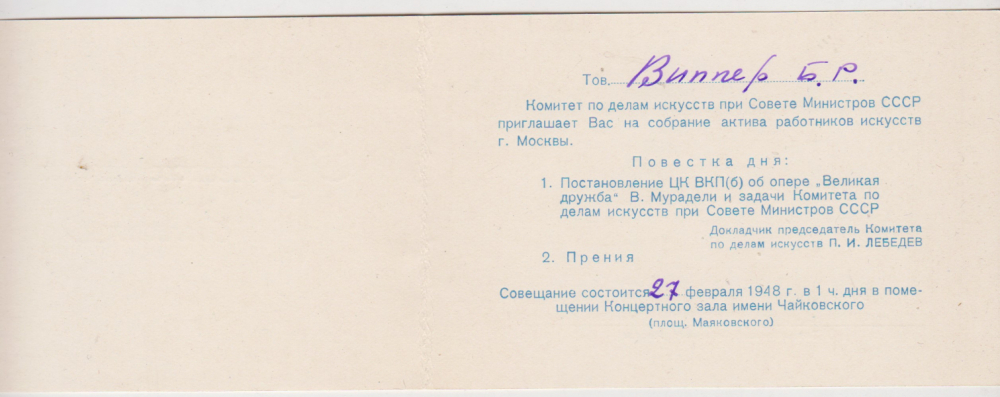 Тов. Виппер Б.Р.
Комитет по делам искусств при Совете Министров СССР
приглашает Вас на собрание актива работников искусств
г. Москвы.
Повестка дня:
1. Постановление ЦК ВКП(б) об опере „Великая
дружба“ В. Мурадели и задачи Комитета по
делам искусств при Совете Министров СССР
Докладчик председатель Комитета
по делам искусств П. И. ЛЕБЕДЕВ
2. Прения
Совещание состоится 27 февраля 1948 г. в 1 ч. дня в поме-
щении Концертного зала имени Чайковского
(площ. Маяковского)